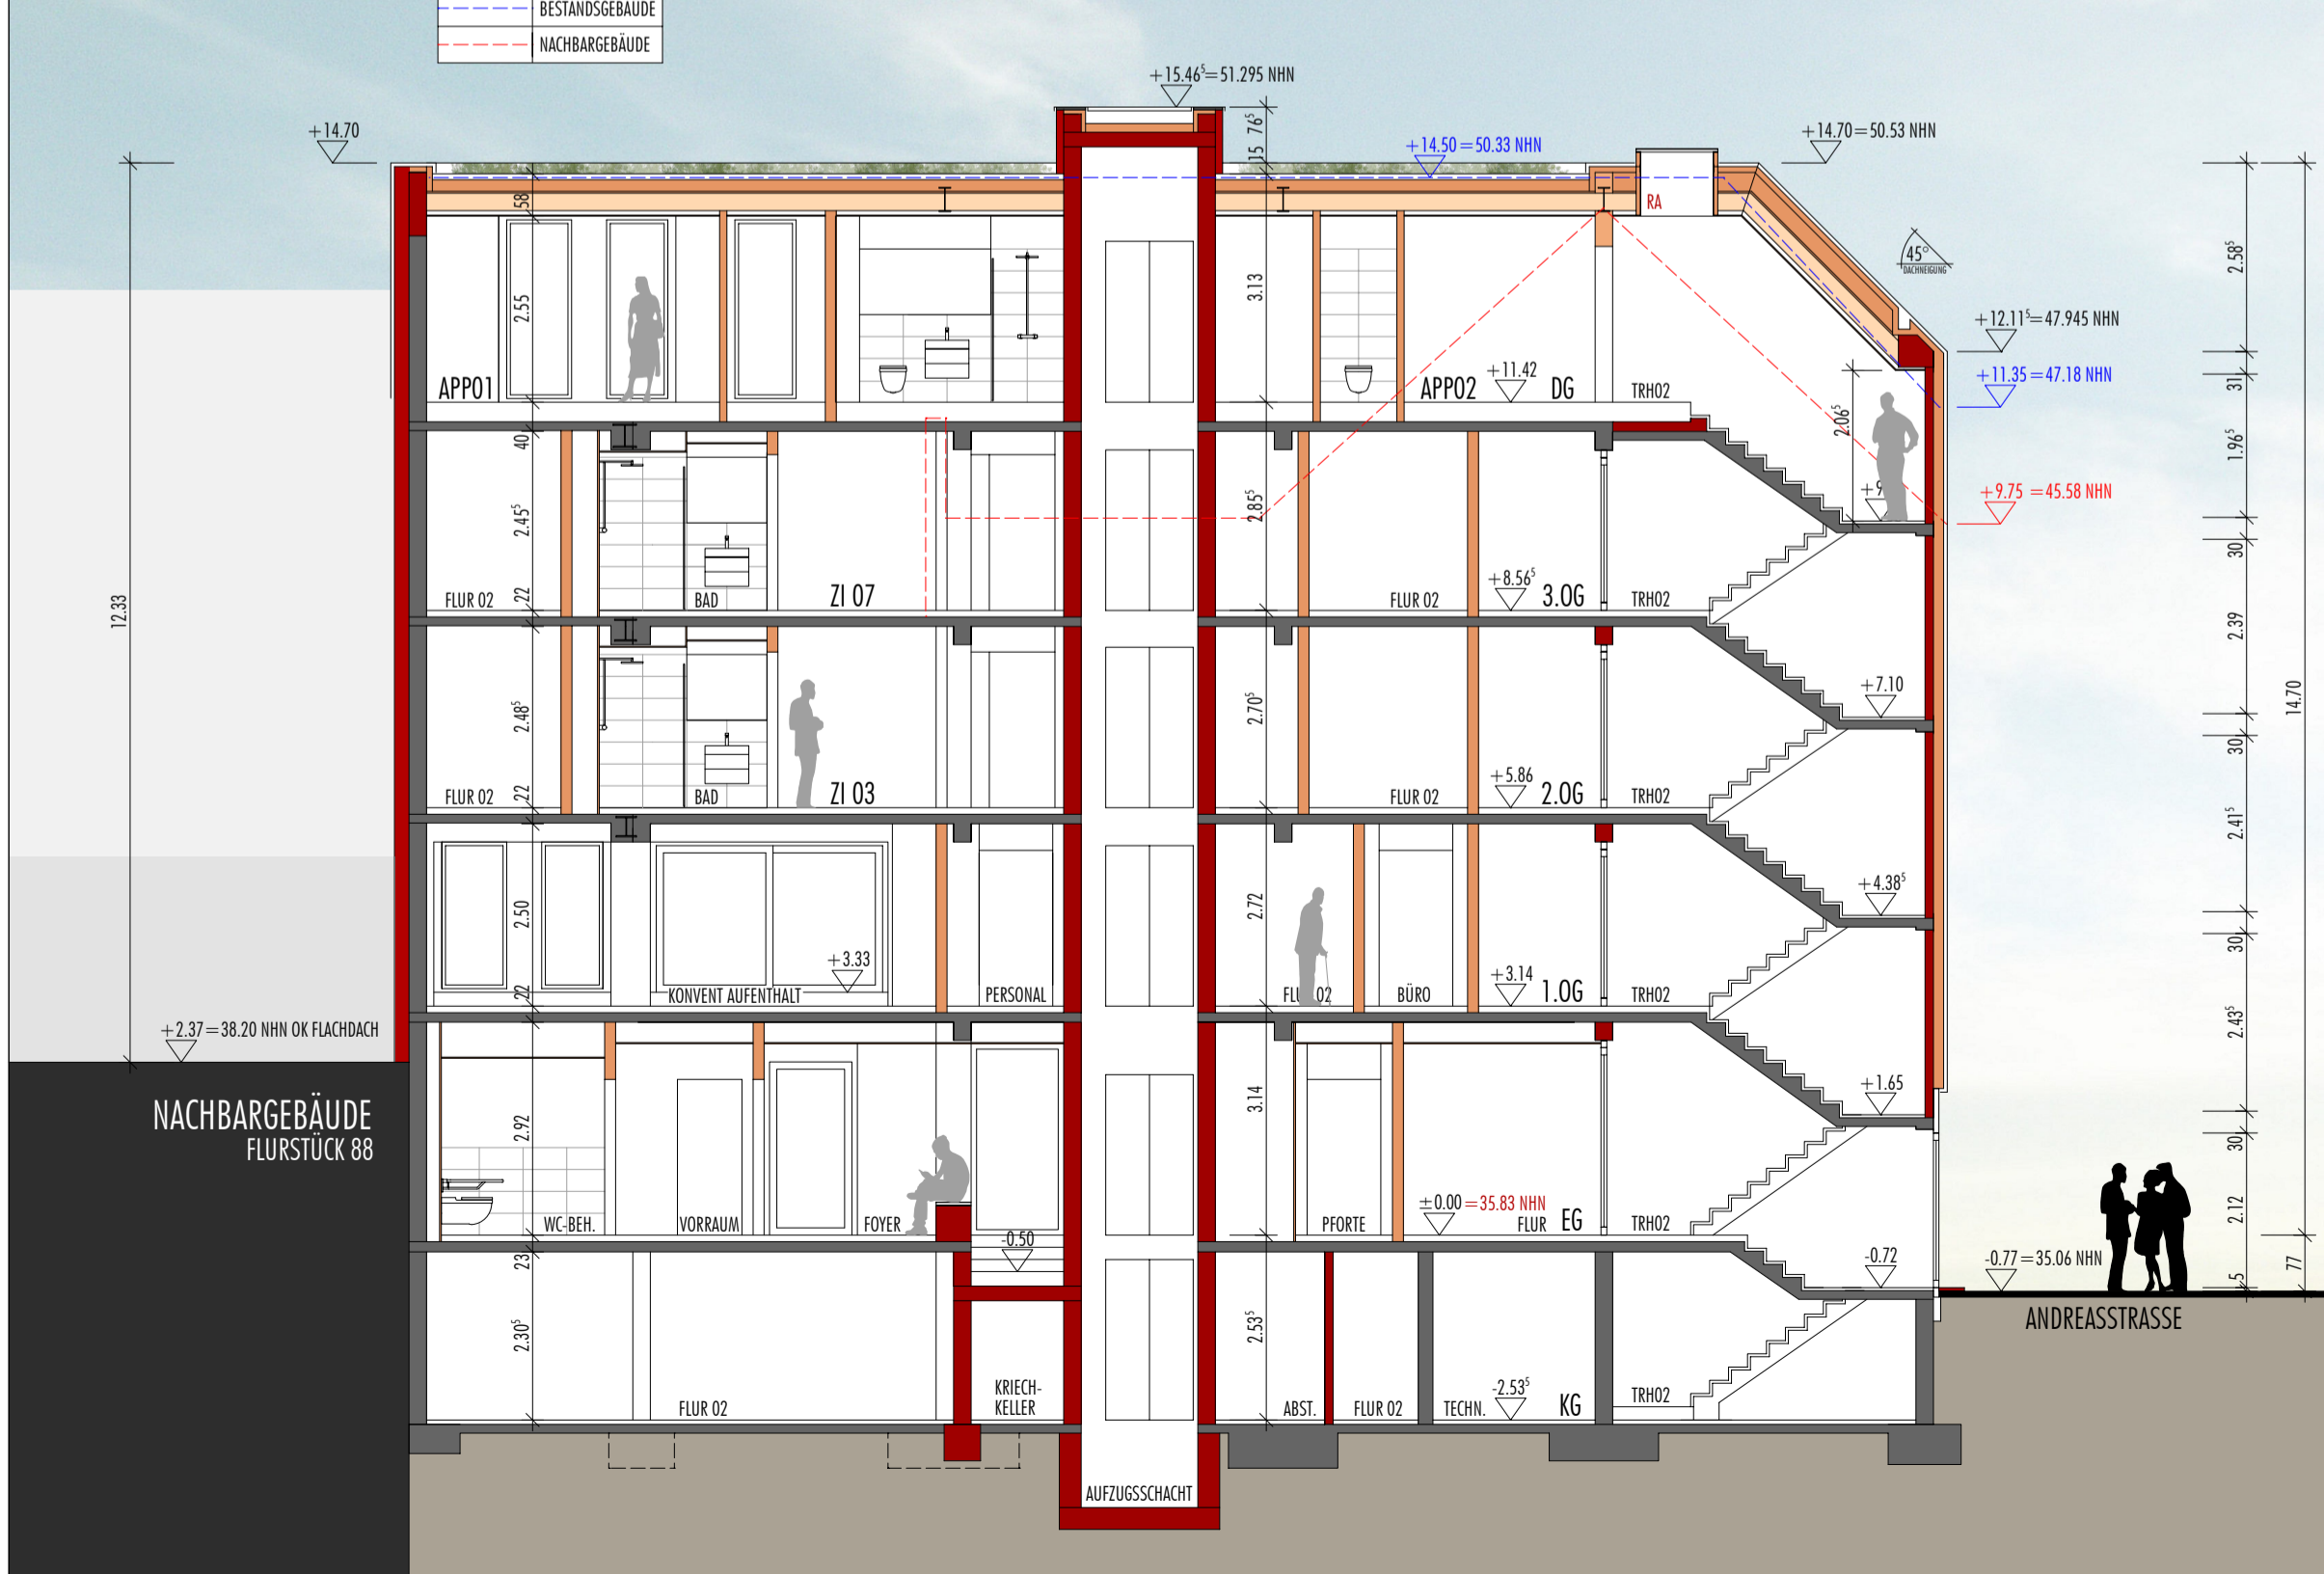 BESTANDSGEBÄUDE
NACHBARGEBÄUDE
+15.46⁵=51.295 NHN
+14.70
+14.50=50.33 NHN
+14.70=50.53 NHN
76⁵
15
58
RA
45°
DACHNEIGUNG
2.58⁵
2.55
3.13
+12.11⁵=47.945 NHN
+11.35=47.18 NHN
31
APP01
APP02
+11.42
DG
TRH02
2.06⁵
40
1.96⁵
+9
+9.75 =45.58 NHN
2.45⁵
2.85⁵
30
12.33
FLUR 02
22
BAD
ZI 07
FLUR 02
+8.56⁵
3.OG
TRH02
2.39
2.48⁵
2.70⁵
+7.10
14.70
30
FLUR 02
22
BAD
ZI 03
FLUR 02
+5.86
2.OG
TRH02
2.41⁵
2.50
2.72
+4.38⁵
30
+3.33
22
KONVENT AUFENTHALT
PERSONAL
FLU 02
BÜRO
+3.14
1.OG
TRH02
2.43⁵
+2.37=38.20 NHN OK FLACHDACH
NACHBARGEBÄUDE
FLURSTÜCK 88
2.92
3.14
+1.65
30
WC-BEH.
VORRAUM
FOYER
-0.50
PFORTE
±0.00 =35.83 NHN
FLUR
EG
TRH02
2.12
23
-0.72
-0.77=35.06 NHN
5
77
ANDREASSTRASSE
2.30⁵
2.53⁵
FLUR 02
KRIECH-
KELLER
ABST.
FLUR 02
TECHN.
-2.53⁵
KG
TRH02
AUFZUGSSCHACHT